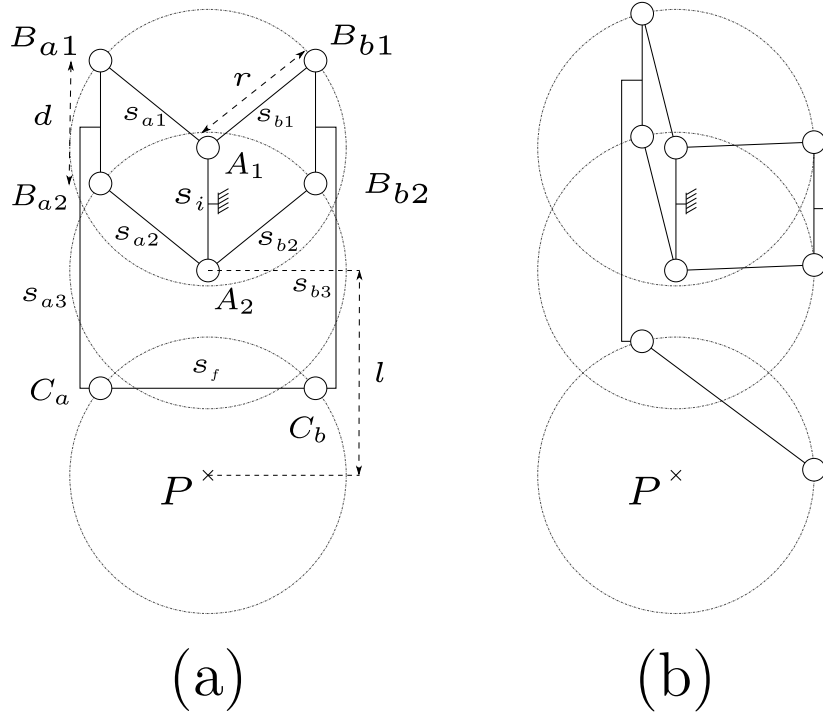 B_{a1}
B_{b1}
r
d
s_{a1}
s_{b1}
A_1
B_{a2}
s_i
B_{b2}
s_{a2}
s_{b2}
A_2
s_{a3}
s_{b3}
s_f
l
C_a
C_b
P
P
(a)
(b)